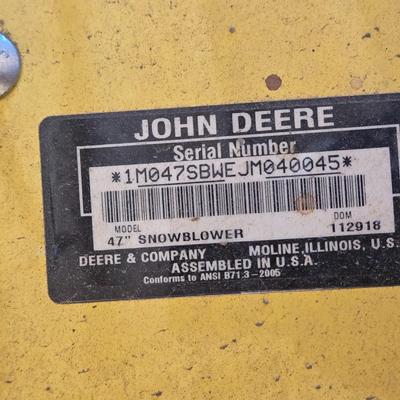 JOHN DEERE
Serial Number
*1M047SBWEJM040045*
MODEL DOM
47" SNOWBLOWER 112918
DEERE & COMPANY MOLINE, ILLINOIS, U.S.
ASSEMBLED IN U.S.A.
Conforms to ANSI B71.3-2005